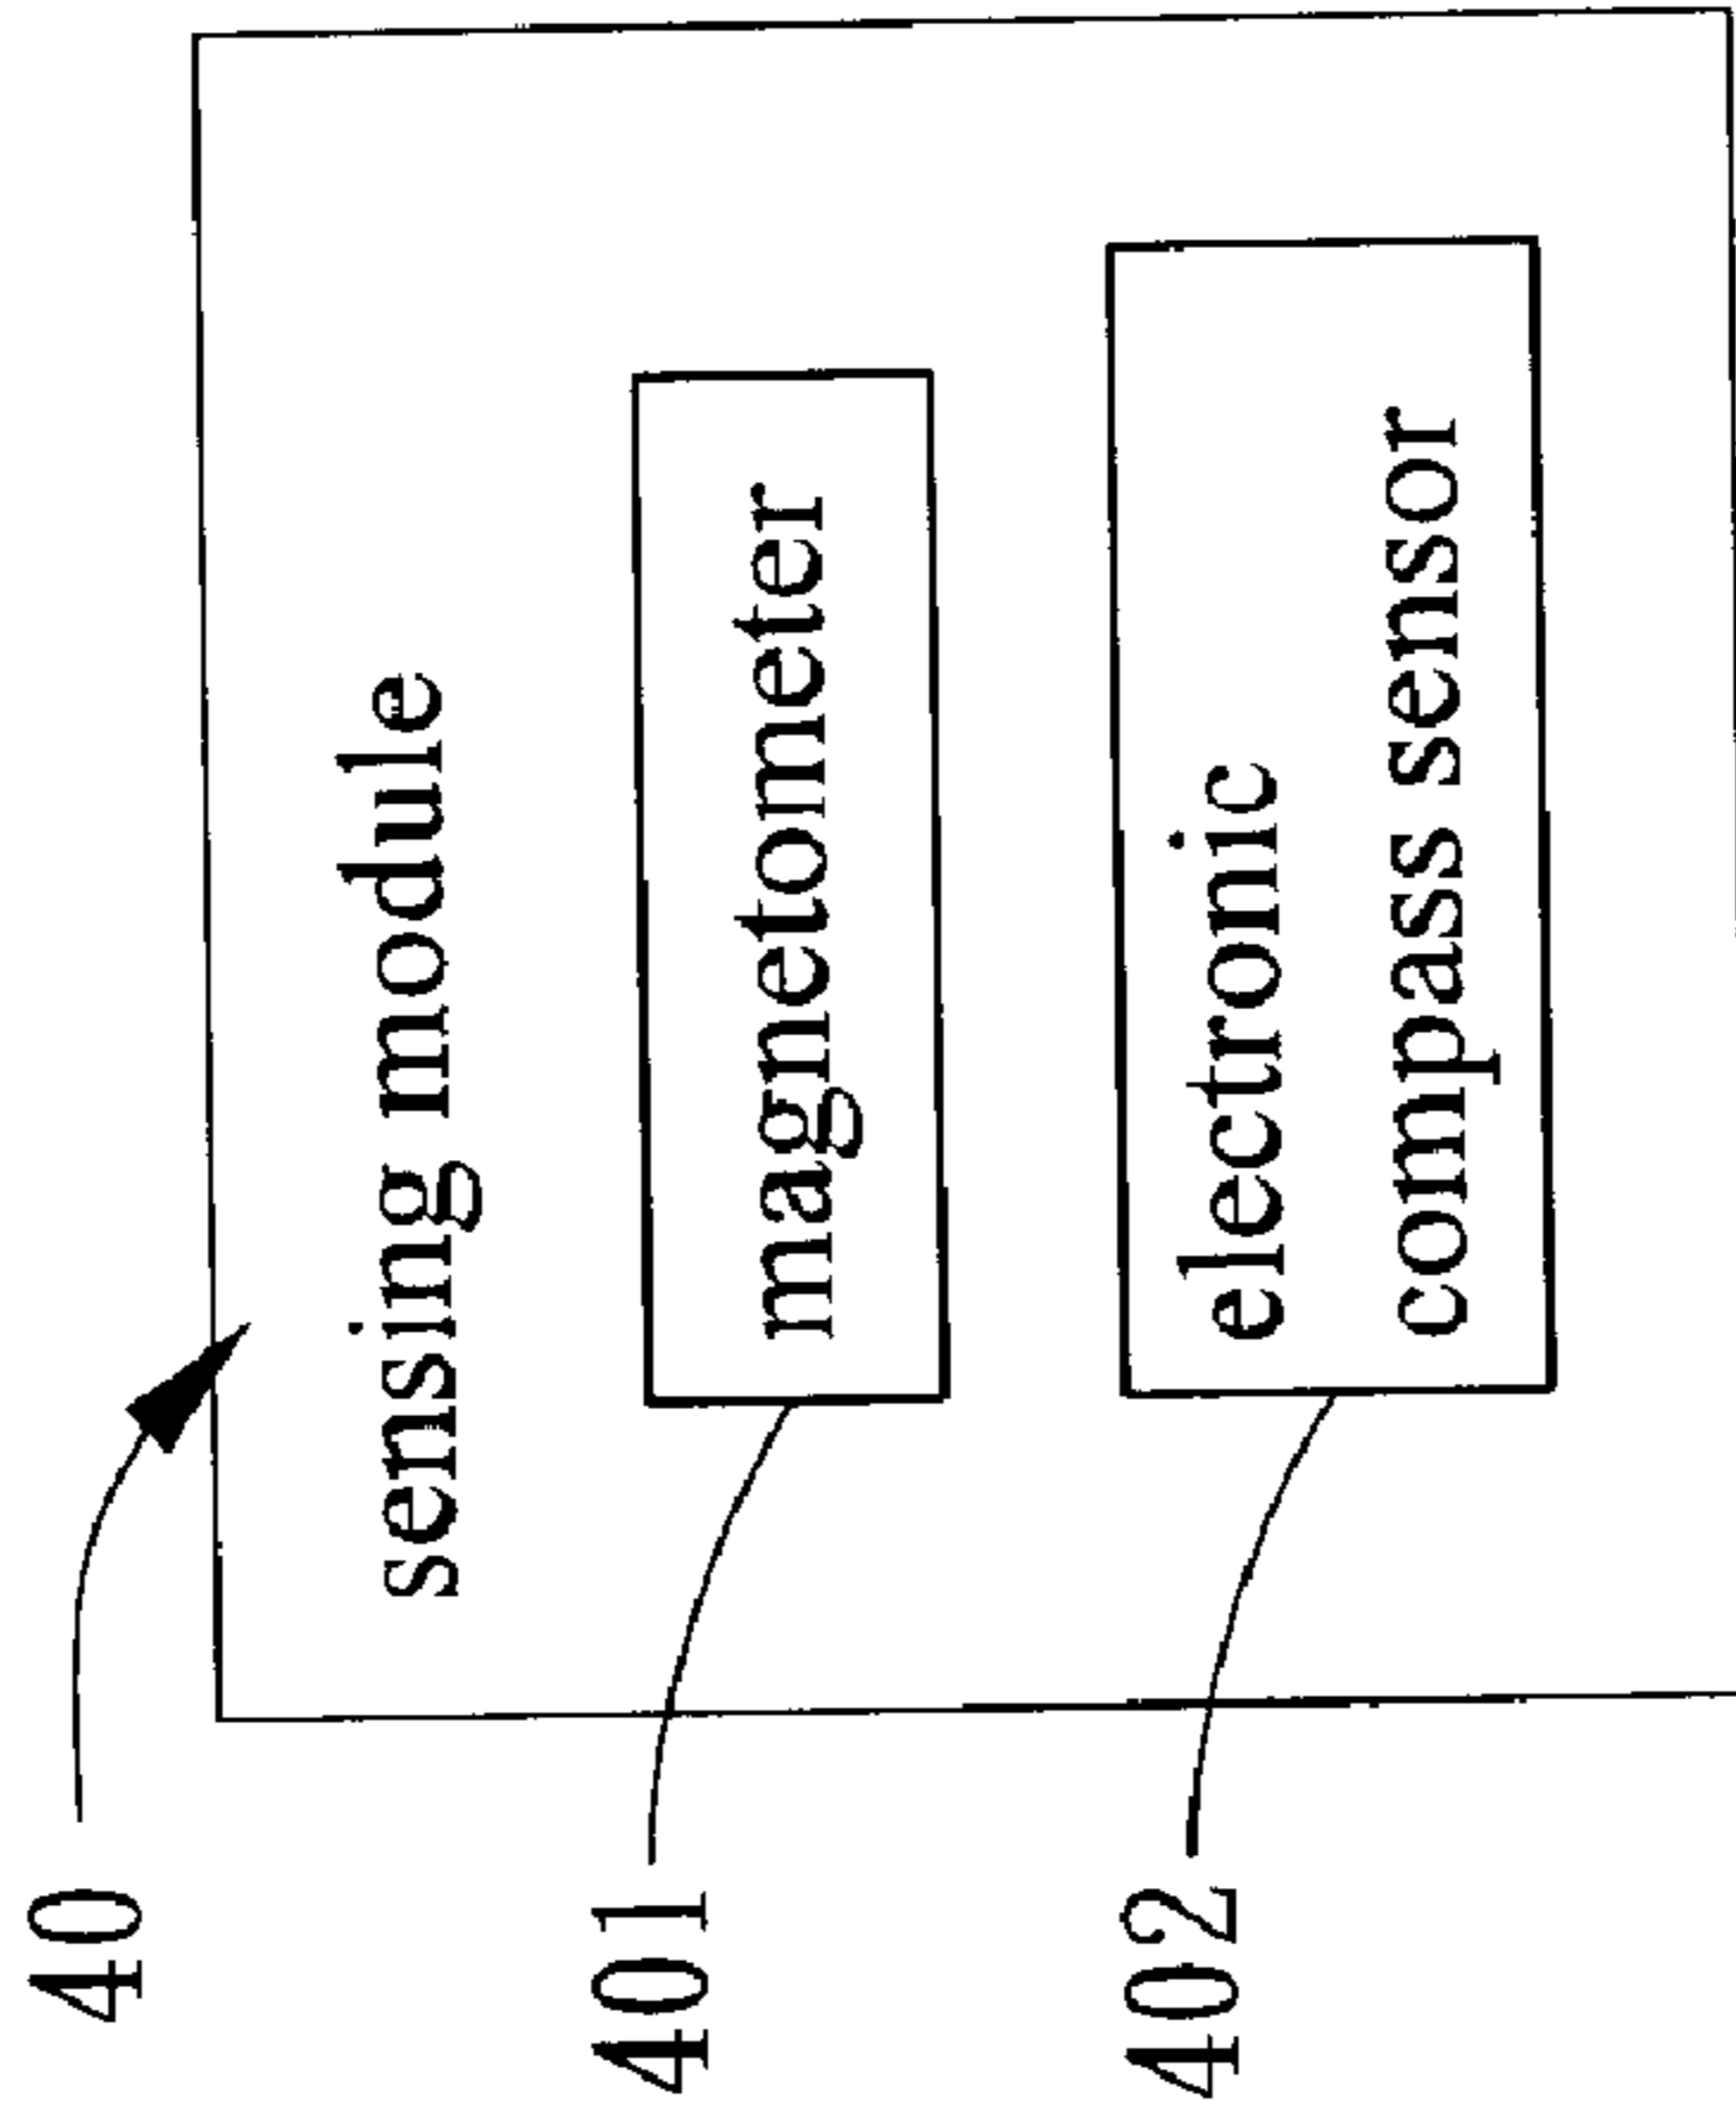 40
sensing module
401
magnetometer
402
electronic
compass sensor